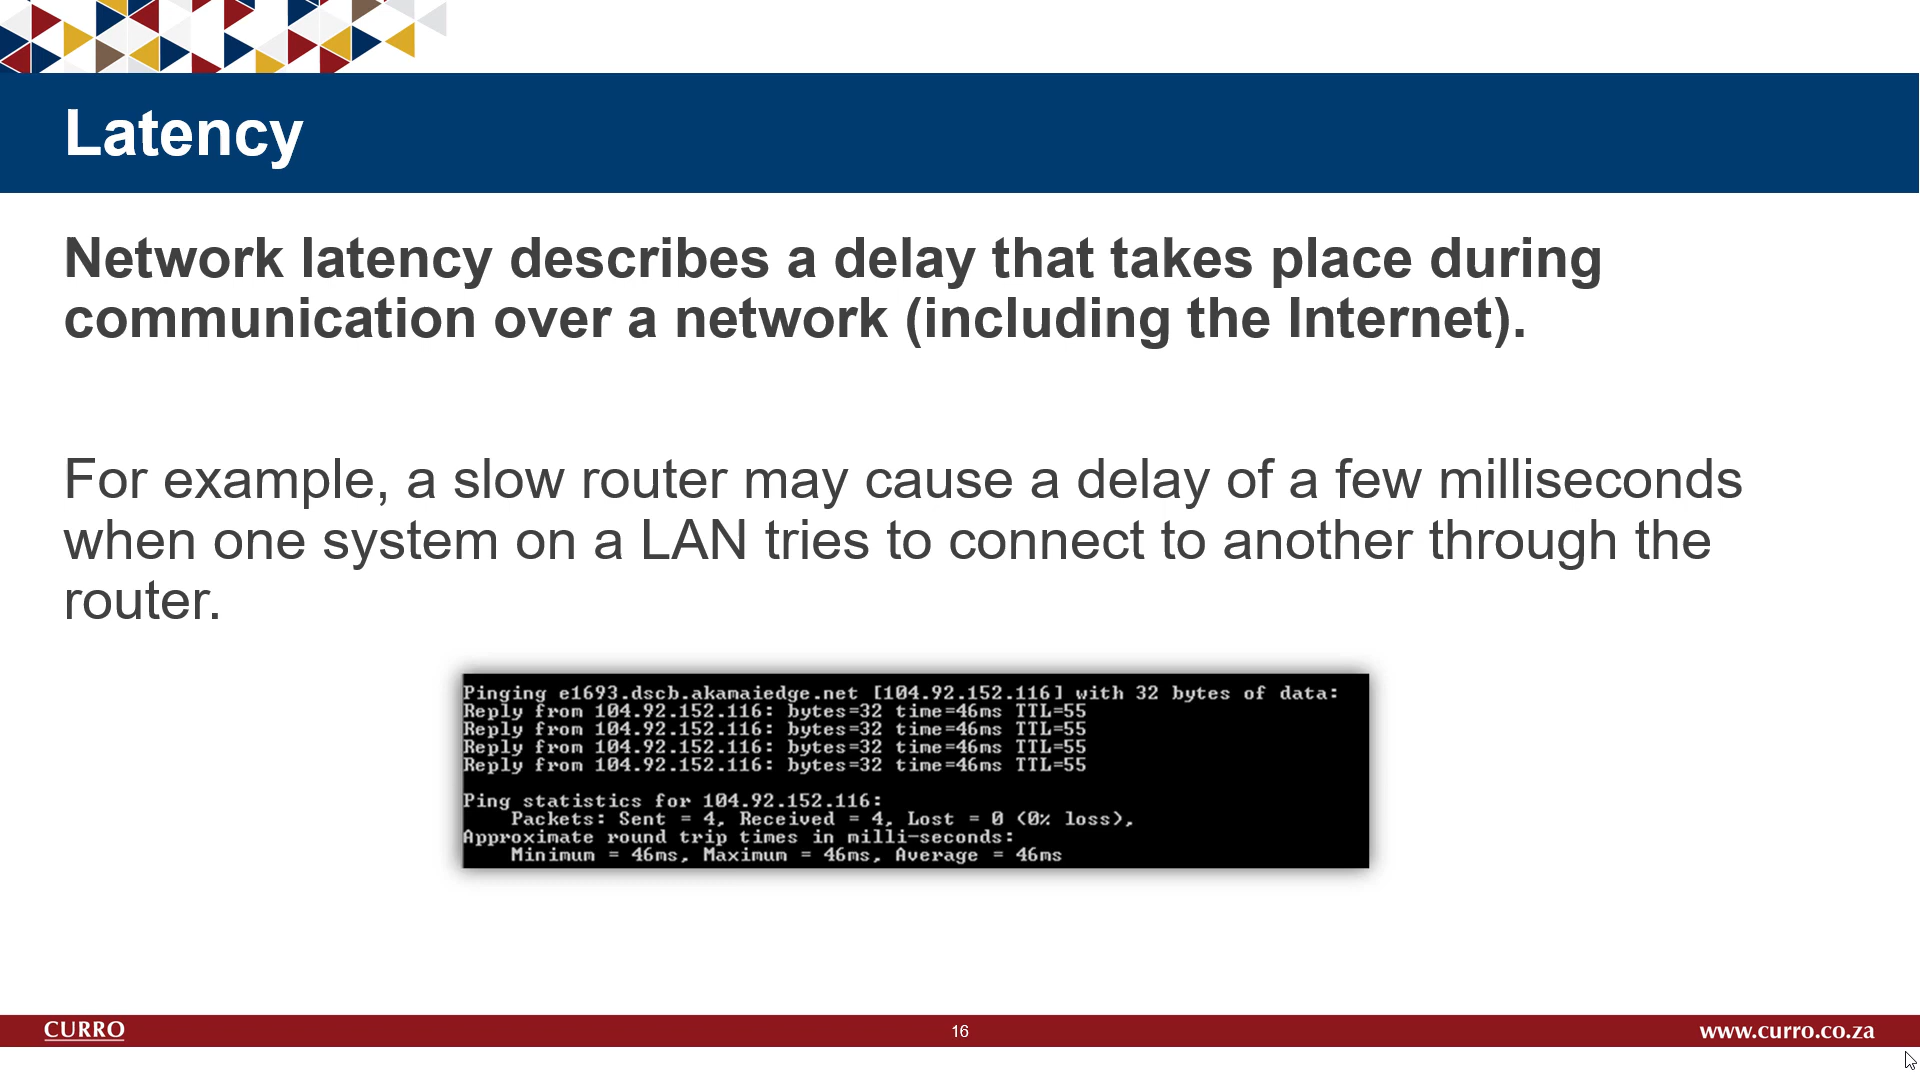 Latency
Network latency describes a delay that takes place during
communication over a network (including the Internet).
For example, a slow router may cause a delay of a few milliseconds
when one system on a LAN tries to connect to another through the
router.
Pinging e1693.dscb.akamaiedge.net [104.92.152.116] with 32 bytes of data:
Reply from 104.92.152.116: bytes=32 time=46ms TTL=55
Reply from 104.92.152.116: bytes=32 time=46ms TTL=55
Reply from 104.92.152.116: bytes=32 time=46ms TTL=55
Reply from 104.92.152.116: bytes=32 time=46ms TTL=55
Ping statistics for 104.92.152.116:
Packets: Sent = 4, Received = 4, Lost = 0 (0% loss),
Approximate round trip times in milli-seconds:
Minimum = 46ms, Maximum = 46ms, Average = 46ms
CURRO
16
www.curro.co.za